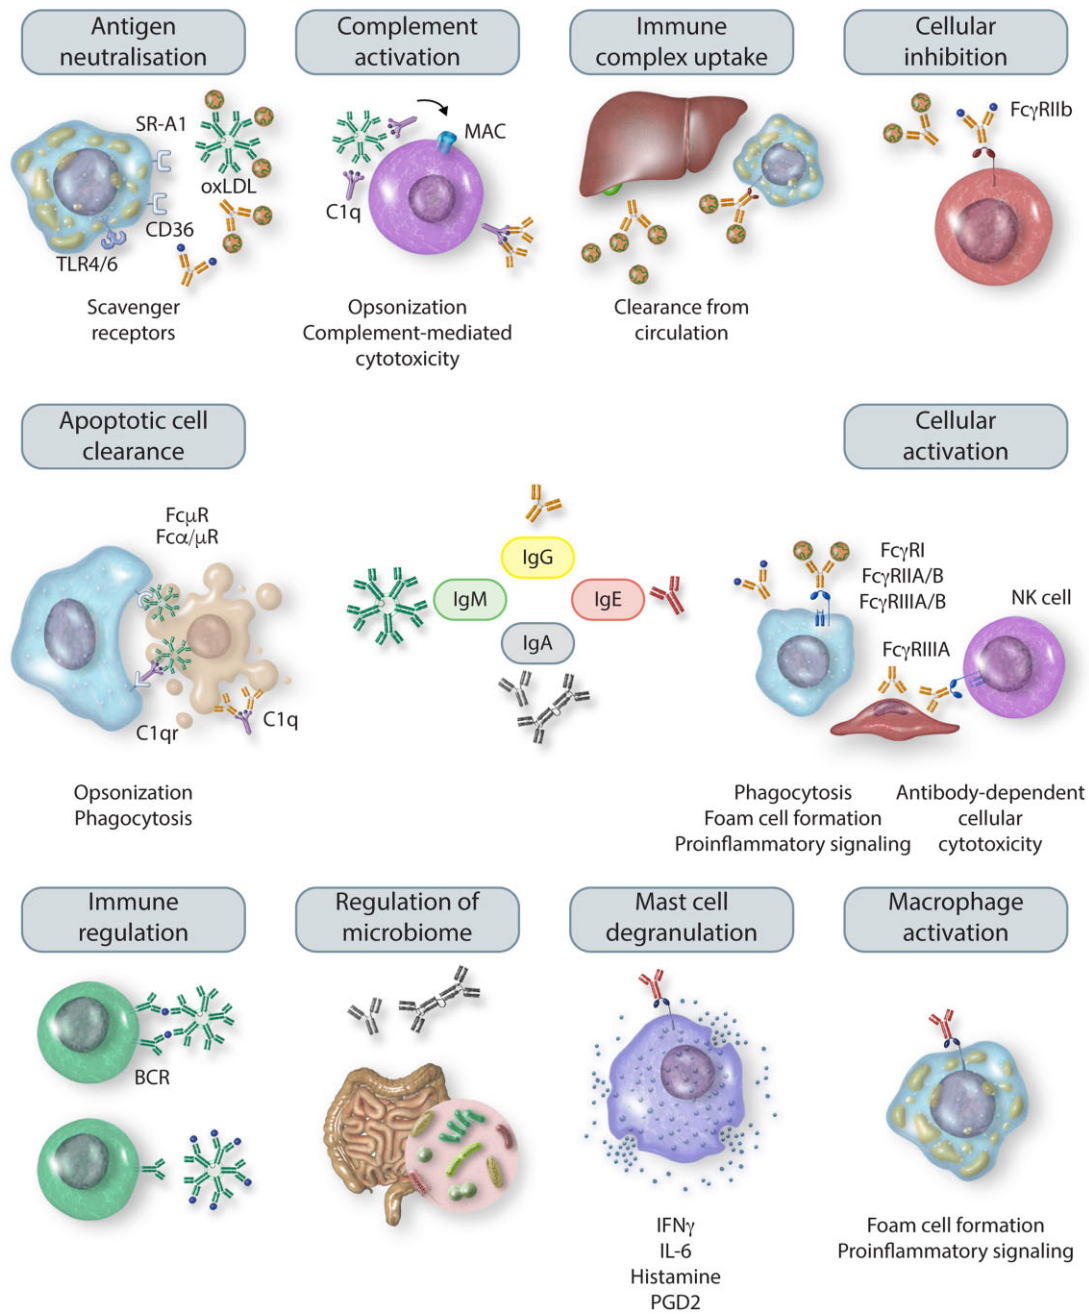 Antigen
neutralisation
Complement
activation
Immune
complex uptake
Cellular
inhibition
SR-A1
oxLDL
CD36
TLR4/6
Scavenger
receptors
MAC
C1q
Opsonization
Complement-mediated
cytotoxicity
Clearance from
circulation
FcγRIIb
Apoptotic cell
clearance
Cellular
activation
FcμR
Fcα/μR
C1qr
C1q
Opsonization
Phagocytosis
IgG
IgM
IgE
IgA
FcγRI
FcγRIIA/B
FcγRIIIA/B
NK cell
FcγRIIIA
Phagocytosis
Foam cell formation
Proinflammatory signaling
Antibody-dependent
cellular
cytotoxicity
Immune
regulation
Regulation of
microbiome
Mast cell
degranulation
Macrophage
activation
BCR
IFNγ
IL-6
Histamine
PGD2
Foam cell formation
Proinflammatory signaling